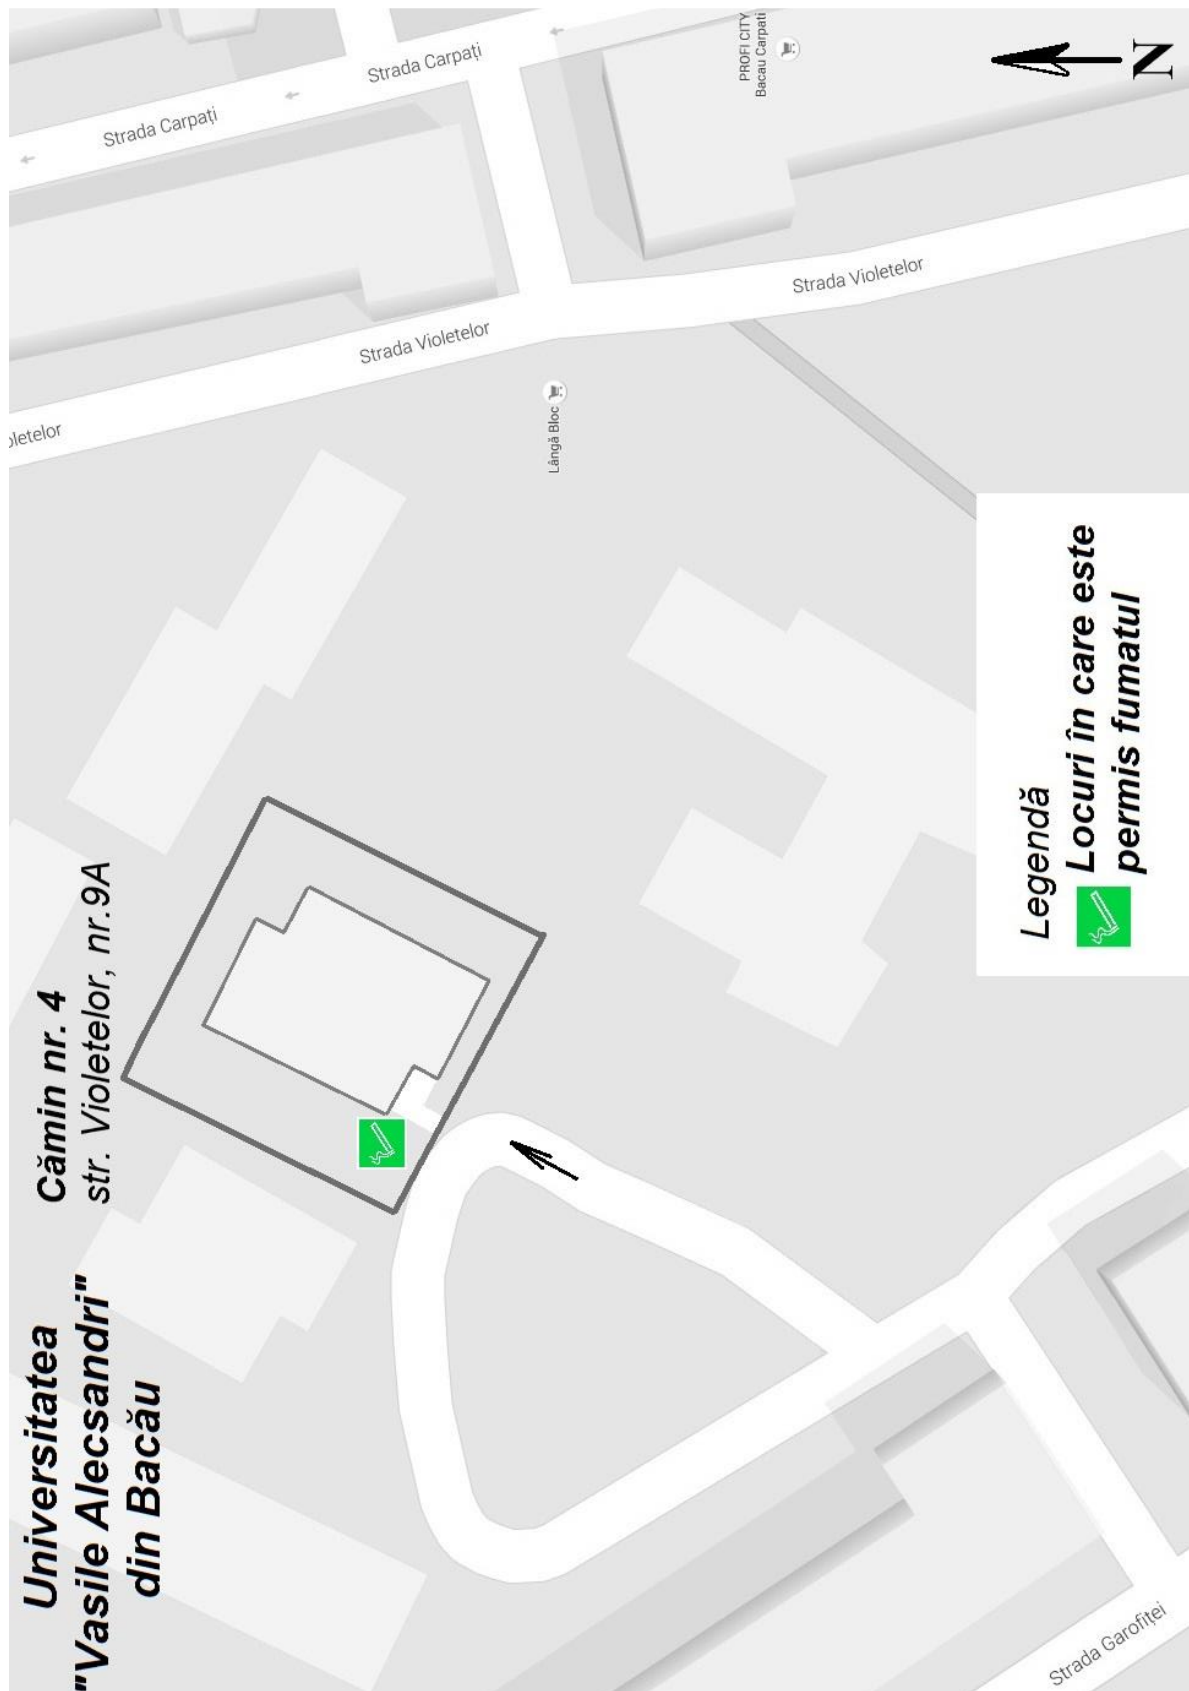 Universitatea
"Vasile Alecsandri"
din Bacău
Cămin nr. 4
str. Violetelor, nr.9A
Strada Carpați
Strada Carpați
PROFI CITY
Bacau Carpati
N
Strada Violetelor
Strada Violetelor
oletelor
Lângă Bloc
Legendă
Locuri în care este
permis fumatul
Strada Garofiței